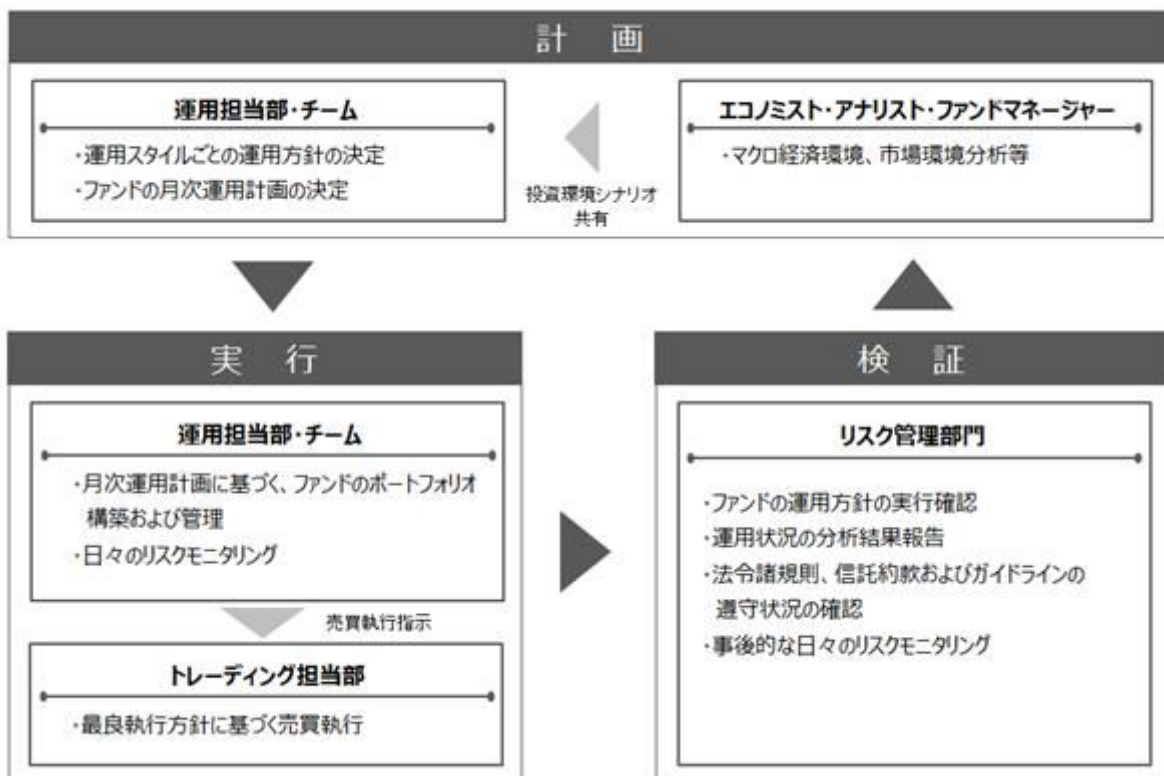 計　画
運用担当部・チーム
・運用スタイルごとの運用方針の決定
・ファンドの月次運用計画の決定
投資環境シナリオ
共有
エコノミスト・アナリスト・ファンドマネージャー
・マクロ経済環境、市場環境分析等
実　行
運用担当部・チーム
・月次運用計画に基づく、ファンドのポートフォリオ
構築および管理
・日々のリスクモニタリング
売買執行指示
トレーディング担当部
・最良執行方針に基づく売買執行
検　証
リスク管理部門
・ファンドの運用方針の実行確認
・運用状況の分析結果報告
・法令諸規則、信託約款およびガイドラインの
遵守状況の確認
・事後的な日々のリスクモニタリング